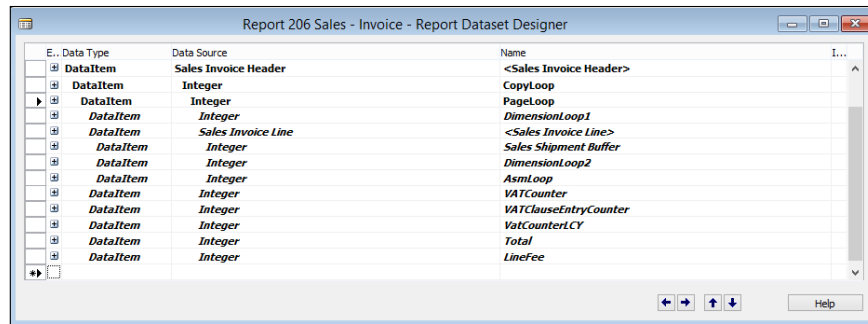 Report 206 Sales - Invoice - Report Dataset Designer
E.. Data Type Data Source Name I...
DataItem Sales Invoice Header <Sales Invoice Header>
DataItem Integer CopyLoop
DataItem Integer PageLoop
DataItem Integer DimensionLoop1
DataItem Sales Invoice Line <Sales Invoice Line>
DataItem Integer Sales Shipment Buffer
DataItem Integer DimensionLoop2
DataItem Integer AsmLoop
DataItem Integer VATCounter
DataItem Integer VATClauseEntryCounter
DataItem Integer VatCounterLCY
DataItem Integer Total
DataItem Integer LineFee
Help